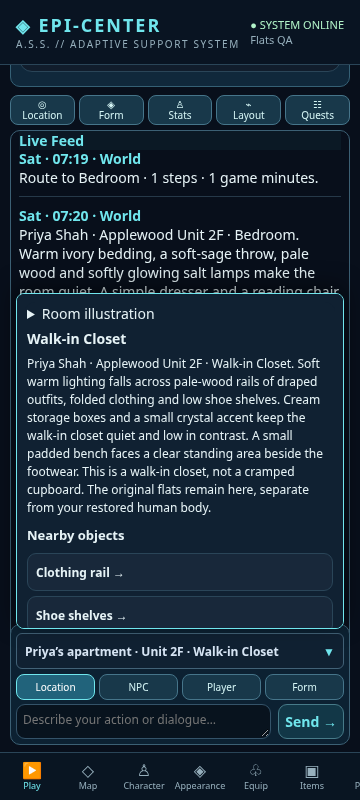 ◈ EPI-CENTER
A.S.S. // ADAPTIVE SUPPORT SYSTEM
● SYSTEM ONLINE
Flats QA
Location
Form
Stats
Layout
Quests
Live Feed
Sat · 07:19 · World
Route to Bedroom · 1 steps · 1 game minutes.
Sat · 07:20 · World
Priya Shah · Applewood Unit 2F · Bedroom.
Warm ivory bedding, a soft-sage throw, pale
wood and softly glowing salt lamps make the
room quiet. A simple dresser and a reading chair
▶ Room illustration
Walk-in Closet
Priya Shah · Applewood Unit 2F · Walk-in Closet. Soft
warm lighting falls across pale-wood rails of draped
outfits, folded clothing and low shoe shelves. Cream
storage boxes and a small crystal accent keep the
walk-in closet quiet and low in contrast. A small
padded bench faces a clear standing area beside the
footwear. This is a walk-in closet, not a cramped
cupboard. The original flats remain here, separate
from your restored human body.
Nearby objects
Clothing rail →
Shoe shelves →
Priya’s apartment · Unit 2F · Walk-in Closet ▼
Location
NPC
Player
Form
Describe your action or dialogue...
Send →
Play
Map
Character
Appearance
Equip
Items